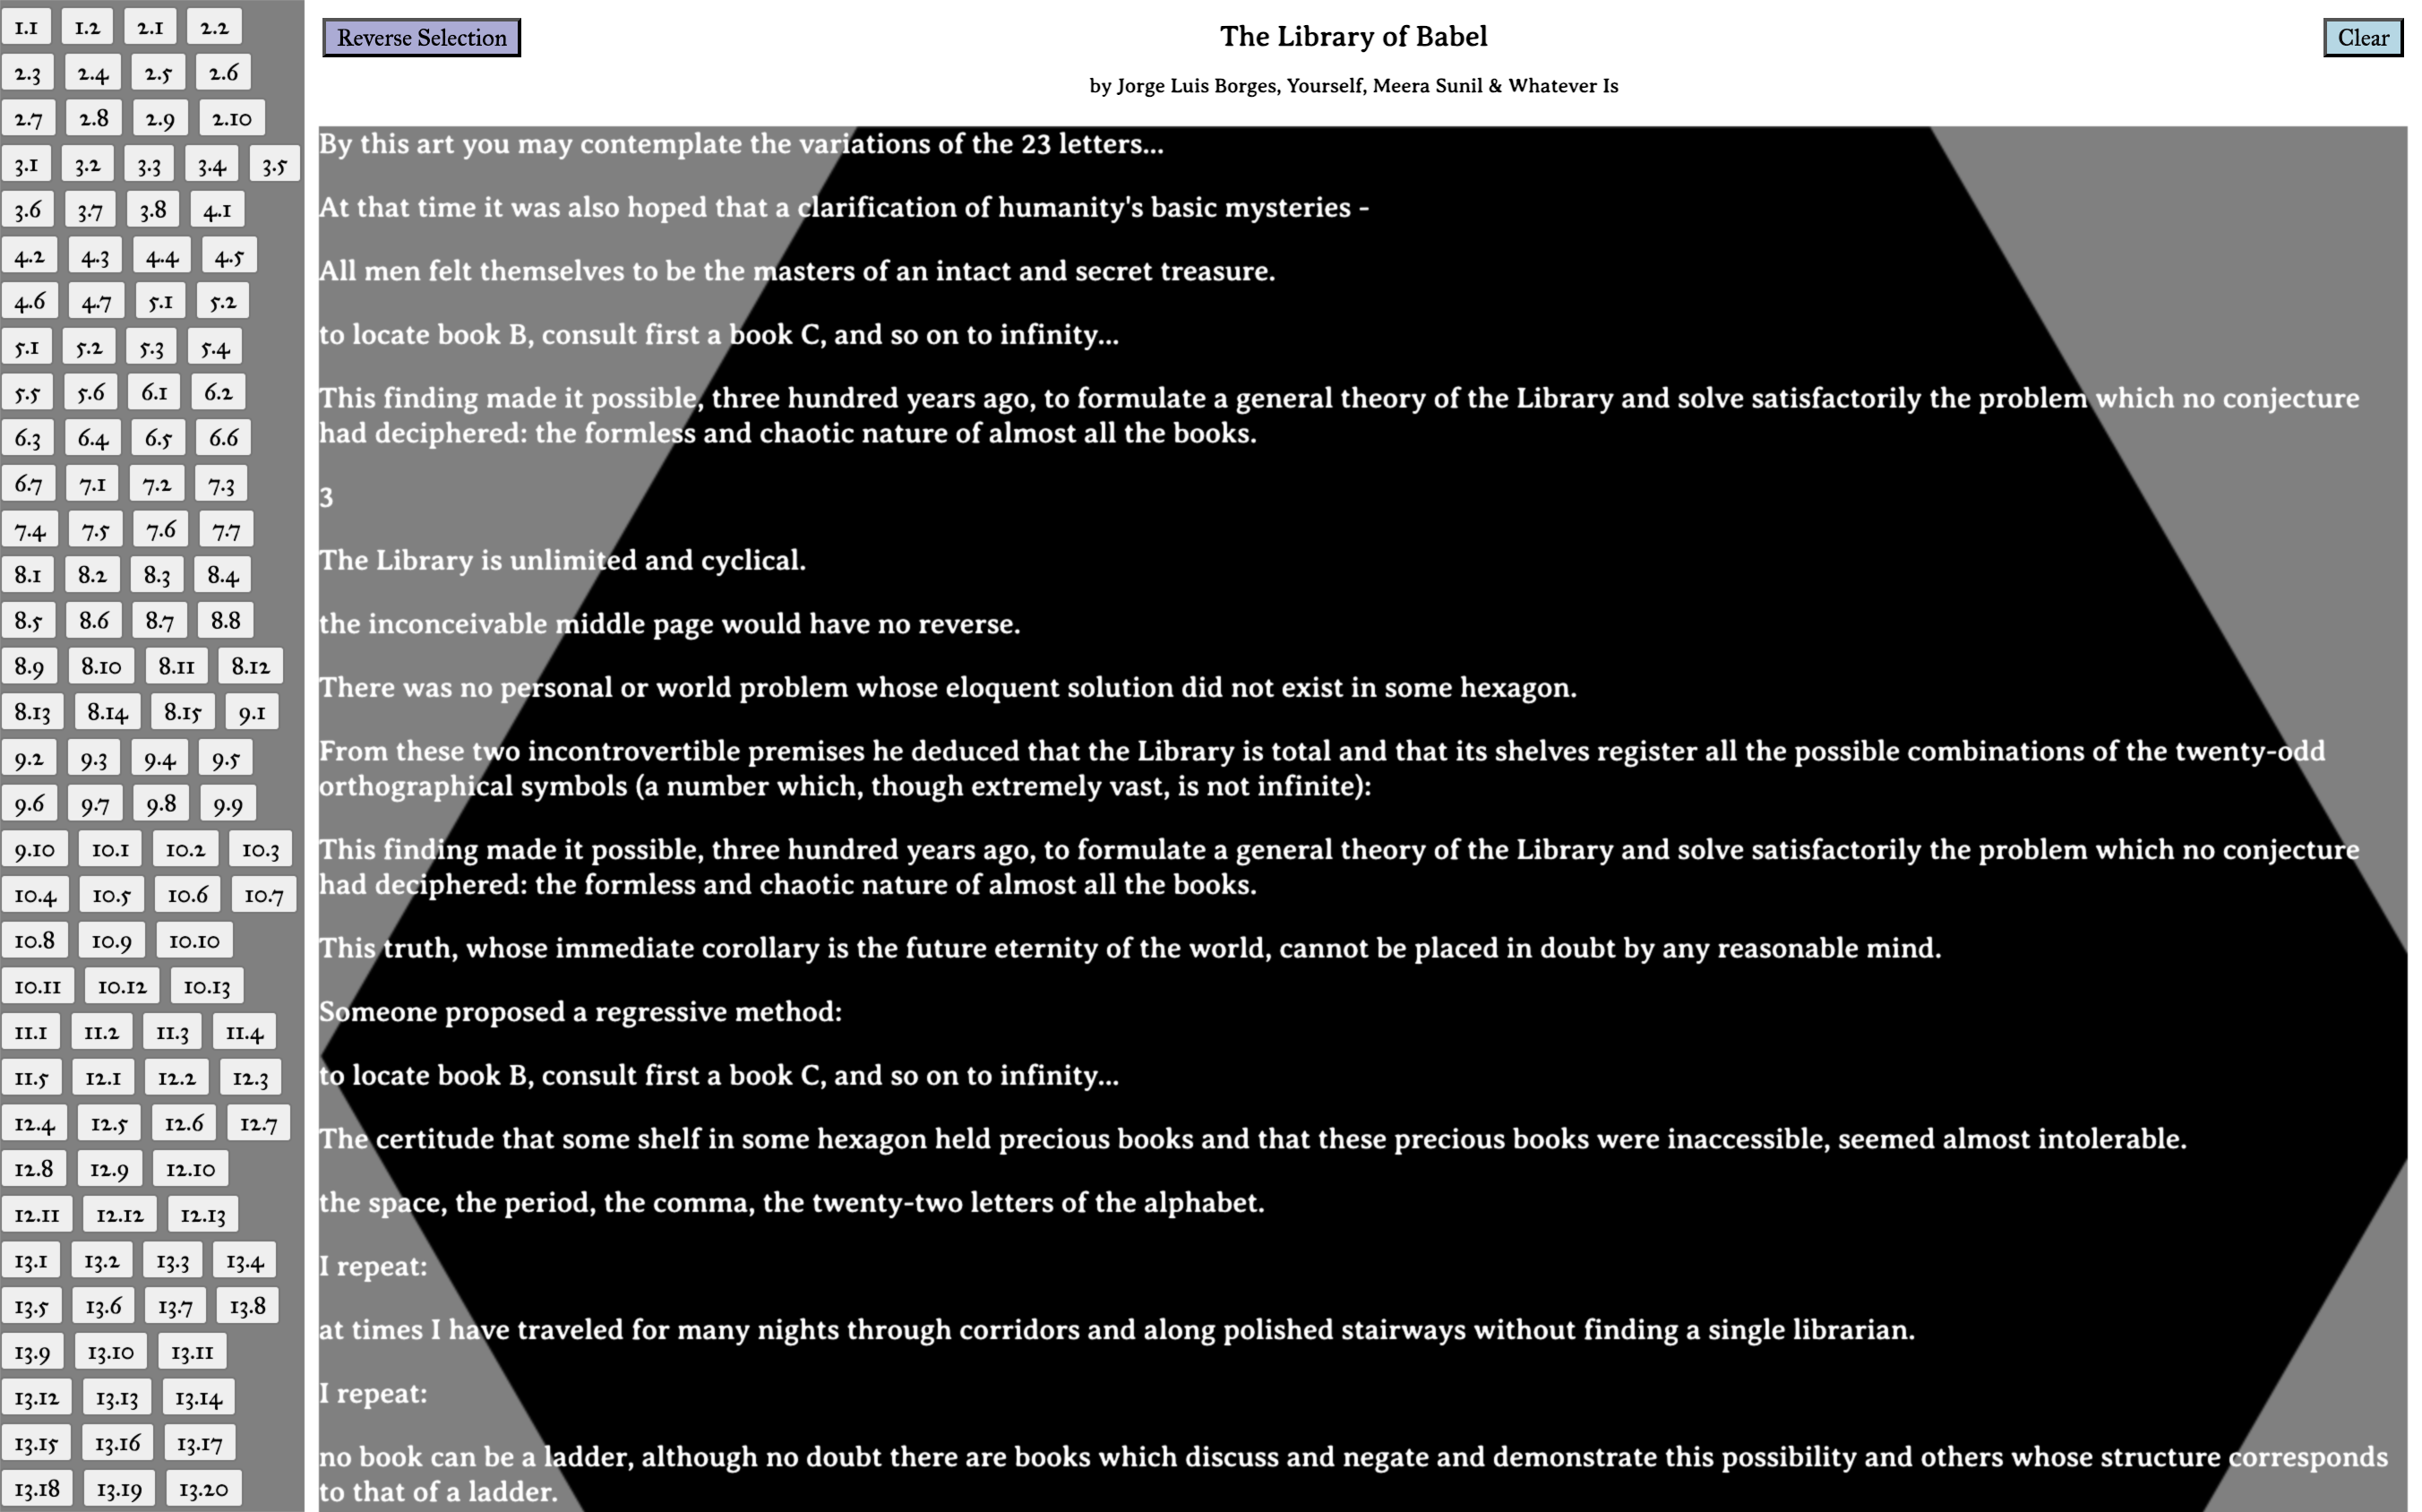 1.1 1.2 2.1 2.2
2.3 2.4 2.5 2.6
2.7 2.8 2.9 2.10
3.1 3.2 3.3 3.4 3.5
3.6 3.7 3.8 4.1
4.2 4.3 4.4 4.5
4.6 4.7 5.1 5.2
5.1 5.2 5.3 5.4
5.5 5.6 6.1 6.2
6.3 6.4 6.5 6.6
6.7 7.1 7.2 7.3
7.4 7.5 7.6 7.7
8.1 8.2 8.3 8.4
8.5 8.6 8.7 8.8
8.9 8.10 8.11 8.12
8.13 8.14 8.15 9.1
9.2 9.3 9.4 9.5
9.6 9.7 9.8 9.9
9.10 10.1 10.2 10.3
10.4 10.5 10.6 10.7
10.8 10.9 10.10
10.11 10.12 10.13
11.1 11.2 11.3 11.4
11.5 12.1 12.2 12.3
12.4 12.5 12.6 12.7
12.8 12.9 12.10
12.11 12.12 12.13
13.1 13.2 13.3 13.4
13.5 13.6 13.7 13.8
13.9 13.10 13.11
13.12 13.13 13.14
13.15 13.16 13.17
13.18 13.19 13.20
Reverse Selection
The Library of Babel
Clear
by Jorge Luis Borges, Yourself, Meera Sunil & Whatever Is
By this art you may contemplate the variations of the 23 letters...
At that time it was also hoped that a clarification of humanity's basic mysteries -
All men felt themselves to be the masters of an intact and secret treasure.
to locate book B, consult first a book C, and so on to infinity...
This finding made it possible, three hundred years ago, to formulate a general theory of the Library and solve satisfactorily the problem which no conjecture
had deciphered: the formless and chaotic nature of almost all the books.
3
The Library is unlimited and cyclical.
the inconceivable middle page would have no reverse.
There was no personal or world problem whose eloquent solution did not exist in some hexagon.
From these two incontrovertible premises he deduced that the Library is total and that its shelves register all the possible combinations of the twenty-odd
orthographical symbols (a number which, though extremely vast, is not infinite):
This finding made it possible, three hundred years ago, to formulate a general theory of the Library and solve satisfactorily the problem which no conjecture
had deciphered: the formless and chaotic nature of almost all the books.
This truth, whose immediate corollary is the future eternity of the world, cannot be placed in doubt by any reasonable mind.
Someone proposed a regressive method:
to locate book B, consult first a book C, and so on to infinity...
The certitude that some shelf in some hexagon held precious books and that these precious books were inaccessible, seemed almost intolerable.
the space, the period, the comma, the twenty-two letters of the alphabet.
I repeat:
at times I have traveled for many nights through corridors and along polished stairways without finding a single librarian.
I repeat:
no book can be a ladder, although no doubt there are books which discuss and negate and demonstrate this possibility and others whose structure corresponds
to that of a ladder.